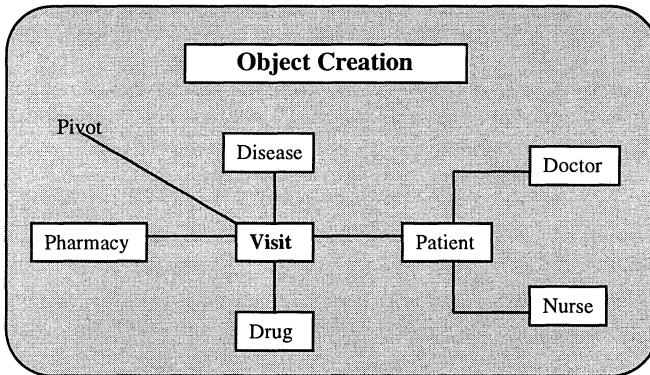 Object Creation
Pivot
Disease
Doctor
Pharmacy
Visit
Patient
Nurse
Drug